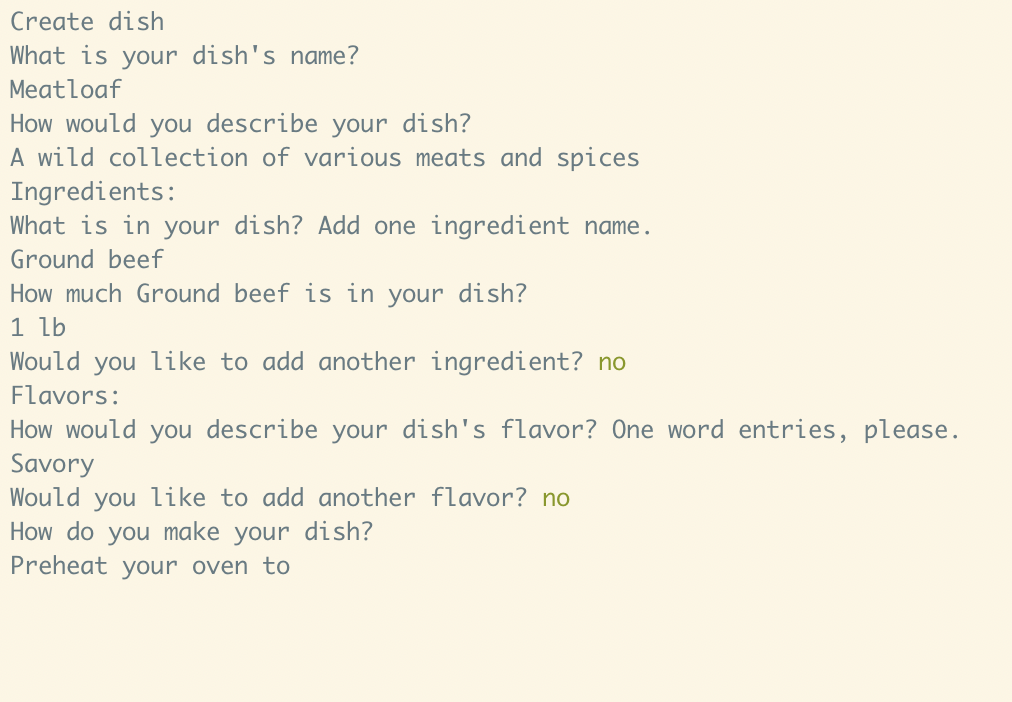 Create dish
What is your dish's name?
Meatloaf
How would you describe your dish?
A wild collection of various meats and spices
Ingredients:
What is in your dish? Add one ingredient name.
Ground beef
How much Ground beef is in your dish?
1 lb
Would you like to add another ingredient? no
Flavors:
How would you describe your dish's flavor? One word entries, please.
Savory
Would you like to add another flavor? no
How do you make your dish?
Preheat your oven to